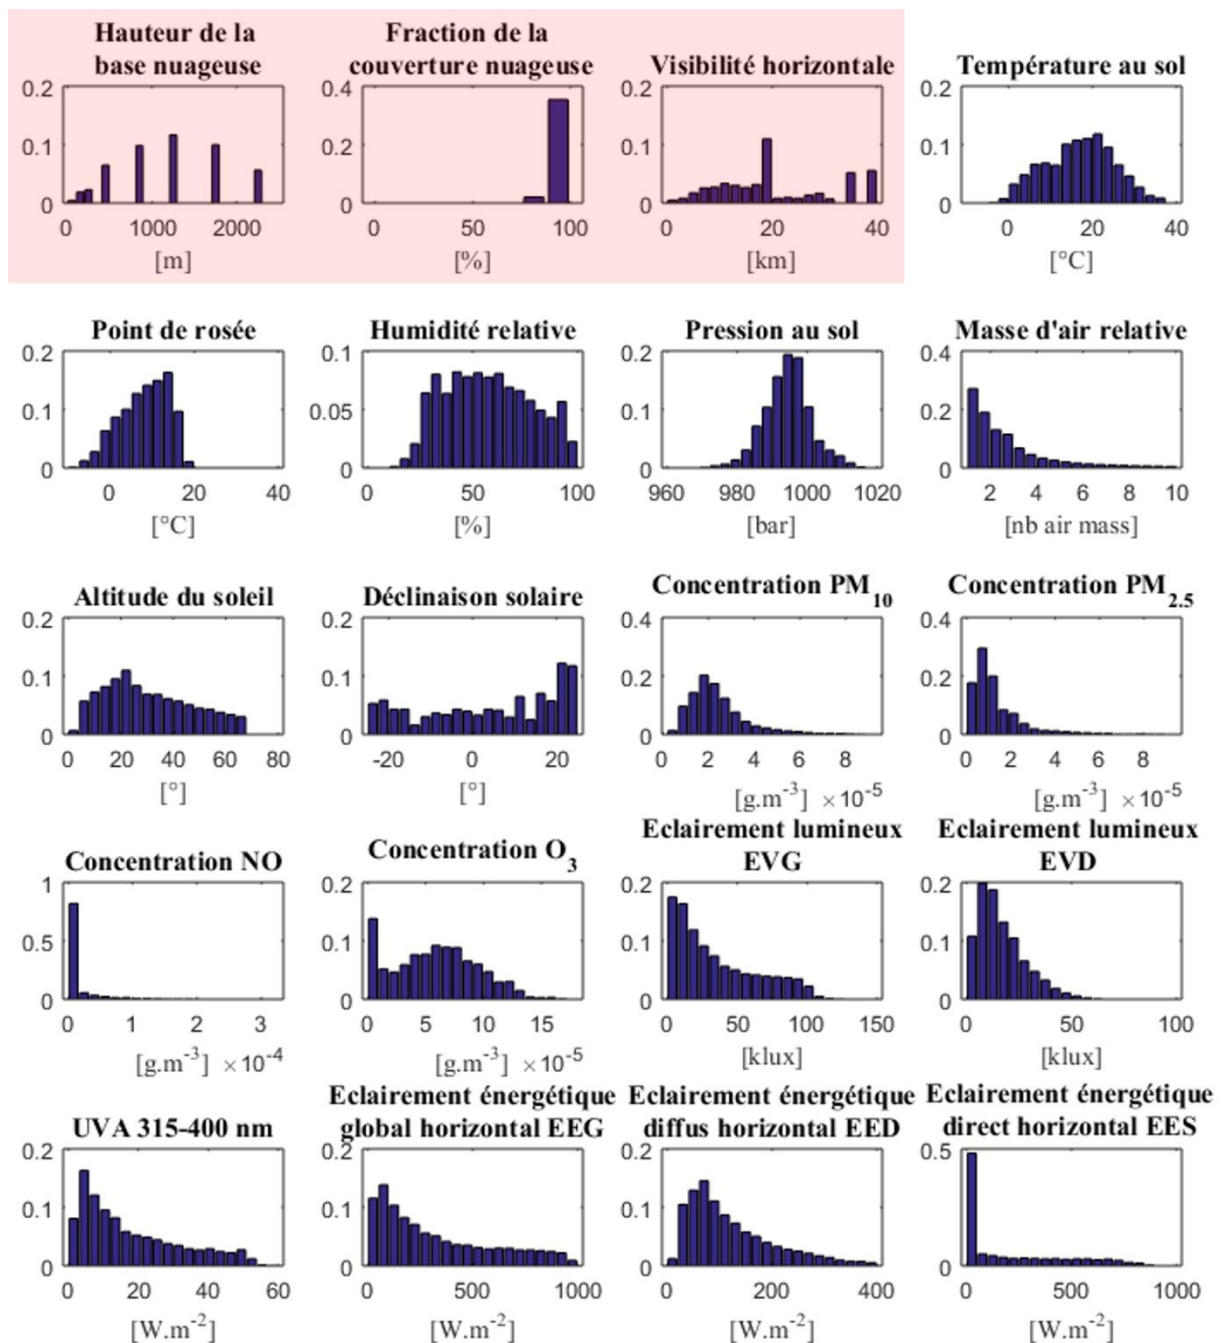 Hauteur de la
base nuageuse
0.2
0.1
0
0 1000 2000
[m]
Fraction de la
couverture nuageuse
0.4
0.2
0
0 50 100
[%]
Visibilité horizontale
0.2
0.1
0
0 20 40
[km]
Température au sol
0.2
0.1
0
0 20 40
[°C]
Point de rosée
0.2
0.1
0
0 20 40
[°C]
Humidité relative
0.1
0.05
0
0 50 100
[%]
Pression au sol
0.2
0.1
0
960 980 1000 1020
[bar]
Masse d'air relative
0.4
0.2
0
2 4 6 8 10
[nb air mass]
Altitude du soleil
0.2
0.1
0
0 20 40 60 80
[°]
Déclinaison solaire
0.2
0.1
0
-20 0 20
[°]
Concentration PM10
0.4
0.2
0
0 2 4 6 8
[g.m-3] ×10-5
Concentration PM2.5
0.4
0.2
0
0 2 4 6 8
[g.m-3] ×10-5
Concentration NO
1
0.5
0
0 1 2 3
[g.m-3] ×10-4
Concentration O3
0.2
0.1
0
0 5 10 15
[g.m-3] ×10-5
Eclairement lumineux
EVG
0.2
0.1
0
0 50 100 150
[klux]
Eclairement lumineux
EVD
0.2
0.1
0
0 50 100
[klux]
UVA 315-400 nm
0.2
0.1
0
0 20 40 60
[W.m-2]
Eclairement énergétique
global horizontal EEG
0.2
0.1
0
0 500 1000
[W.m-2]
Eclairement énergétique
diffus horizontal EED
0.2
0.1
0
0 200 400
[W.m-2]
Eclairement énergétique
direct horizontal EES
0.5
0
0 500 1000
[W.m-2]